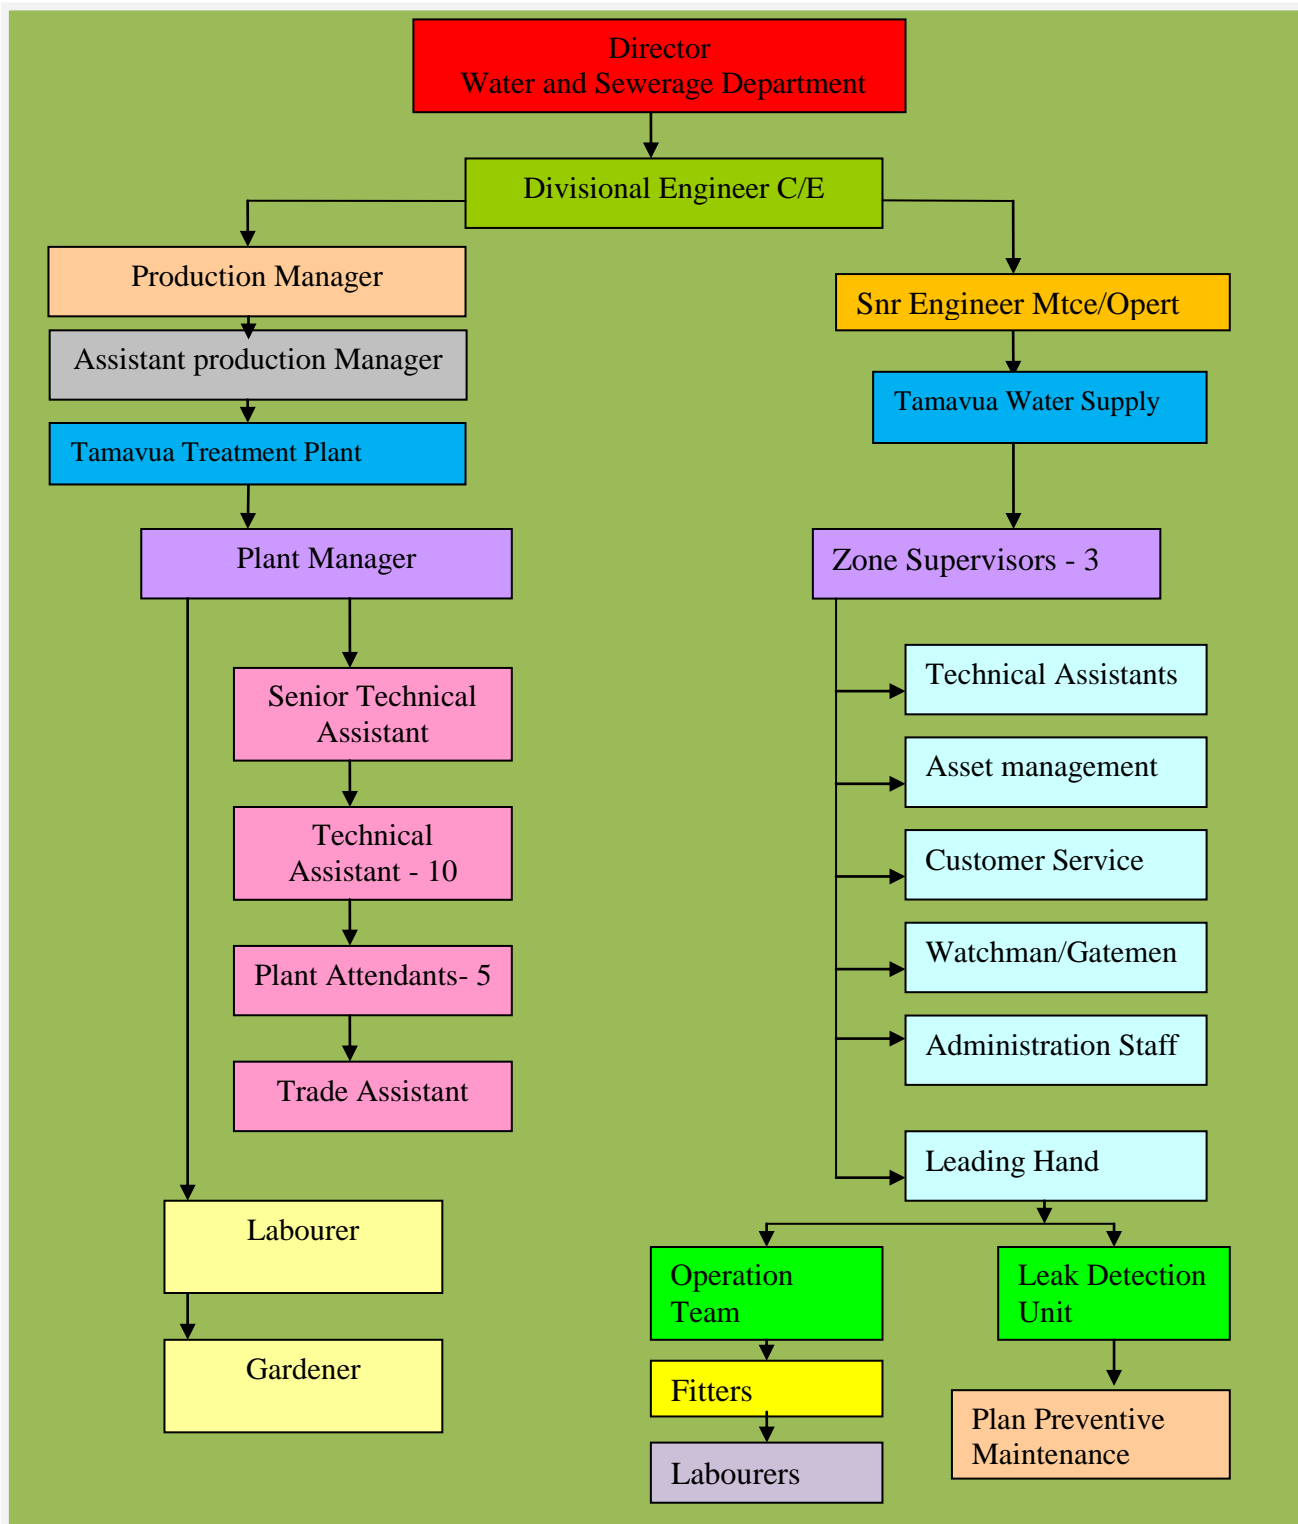 Director
Water and Sewerage Department
Divisional Engineer C/E
Production Manager
Snr Engineer Mtce/Opert
Assistant production Manager
Tamavua Water Supply
Tamavua Treatment Plant
Plant Manager
Zone Supervisors - 3
Senior Technical
Assistant
Technical
Assistant - 10
Plant Attendants- 5
Trade Assistant
Labourer
Gardener
Technical Assistants
Asset management
Customer Service
Watchman/Gatemen
Administration Staff
Leading Hand
Operation
Team
Fitters
Labourers
Leak Detection
Unit
Plan Preventive
Maintenance